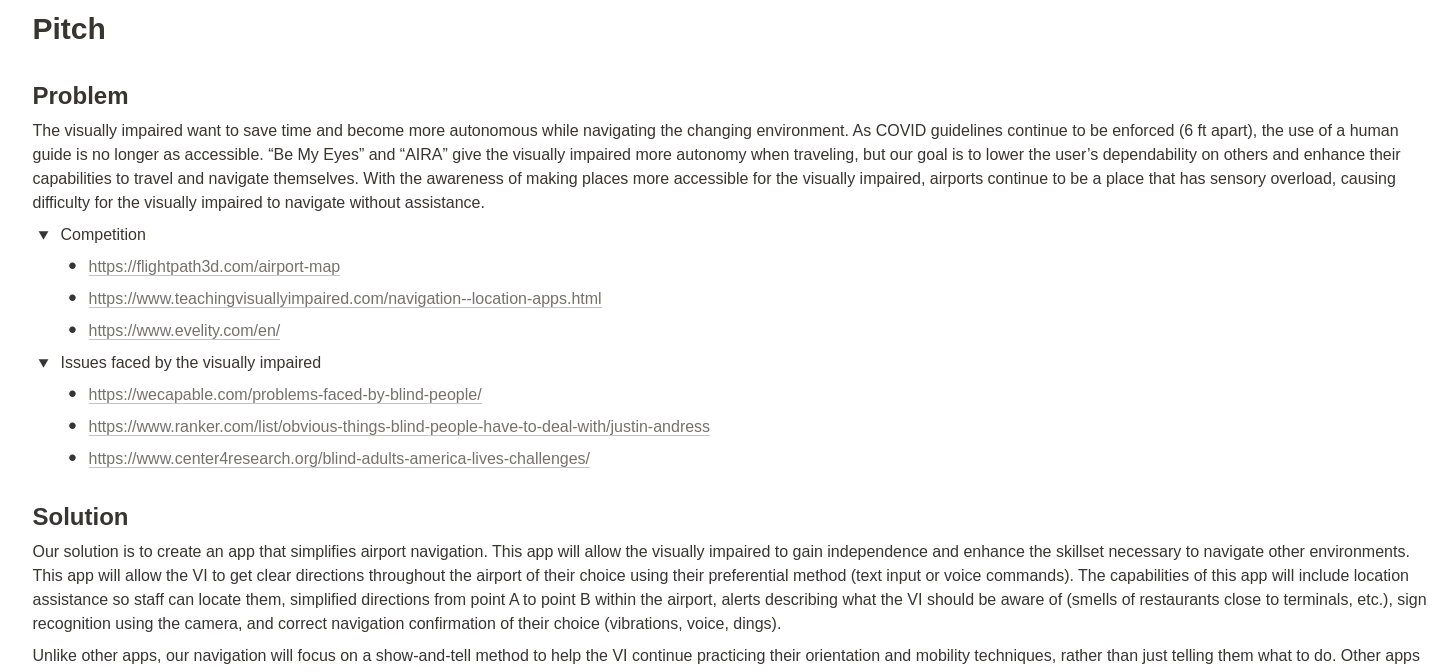 Pitch
Problem
The visually impaired want to save time and become more autonomous while navigating the changing environment. As COVID guidelines continue to be enforced (6 ft apart), the use of a human
guide is no longer as accessible. “Be My Eyes” and “AIRA” give the visually impaired more autonomy when traveling, but our goal is to lower the user’s dependability on others and enhance their
capabilities to travel and navigate themselves. With the awareness of making places more accessible for the visually impaired, airports continue to be a place that has sensory overload, causing
difficulty for the visually impaired to navigate without assistance.
Competition
https://flightpath3d.com/airport-map
https://www.teachingvisuallyimpaired.com/navigation--location-apps.html
https://www.evelity.com/en/
Issues faced by the visually impaired
https://wecapable.com/problems-faced-by-blind-people/
https://www.ranker.com/list/obvious-things-blind-people-have-to-deal-with/justin-andress
https://www.center4research.org/blind-adults-america-lives-challenges/
Solution
Our solution is to create an app that simplifies airport navigation. This app will allow the visually impaired to gain independence and enhance the skillset necessary to navigate other environments.
This app will allow the VI to get clear directions throughout the airport of their choice using their preferential method (text input or voice commands). The capabilities of this app will include location
assistance so staff can locate them, simplified directions from point A to point B within the airport, alerts describing what the VI should be aware of (smells of restaurants close to terminals, etc.), sign
recognition using the camera, and correct navigation confirmation of their choice (vibrations, voice, dings).
Unlike other apps, our navigation will focus on a show-and-tell method to help the VI continue practicing their orientation and mobility techniques, rather than just telling them what to do. Other apps